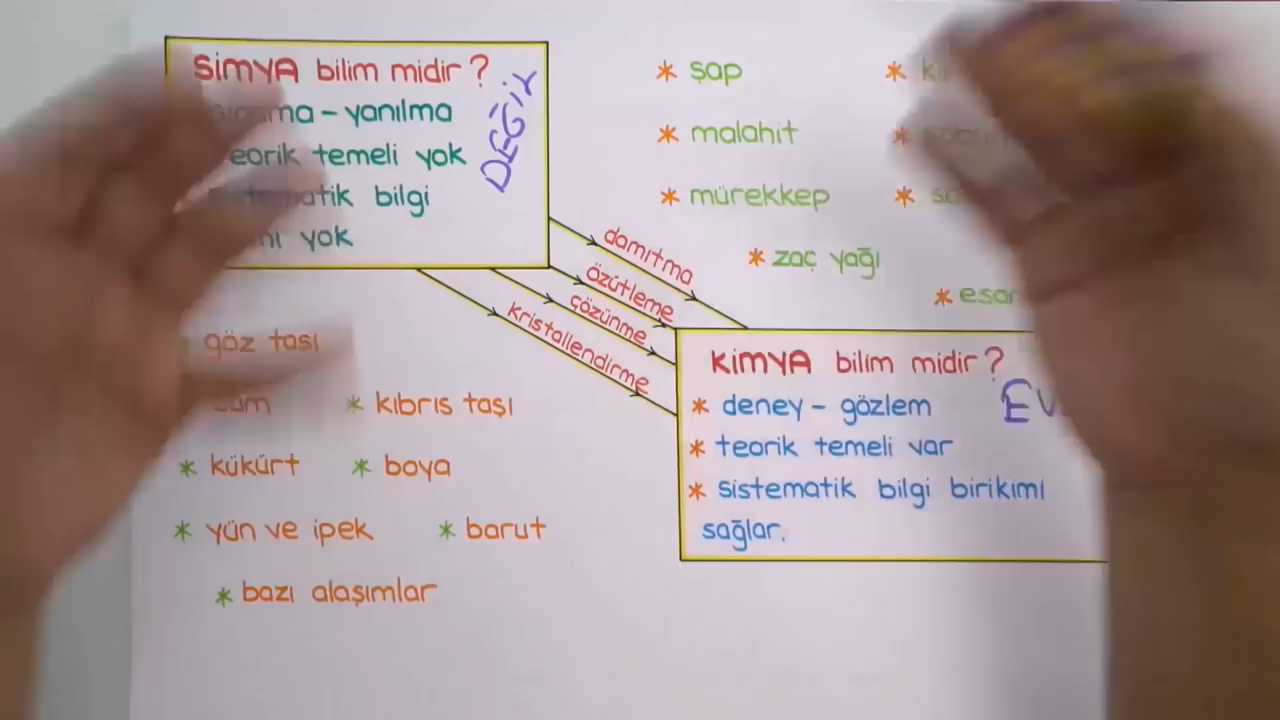 SİMYA bilim midir ?
yanılma
temeli yok
bilgi
yok
DEĞİL
* şap
* malahit
* mürekkep
* zaç yağı
damıtma
özütleme
çözünme
kristallendirme
göz taşı
* kıbrıs taşı
* kükürt * boya
* yün ve ipek * barut
* bazı alaşımlar
KİMYA bilim midir ?
* deney - gözlem
* teorik temeli var
* sistematik bilgi birikimi
sağlar.